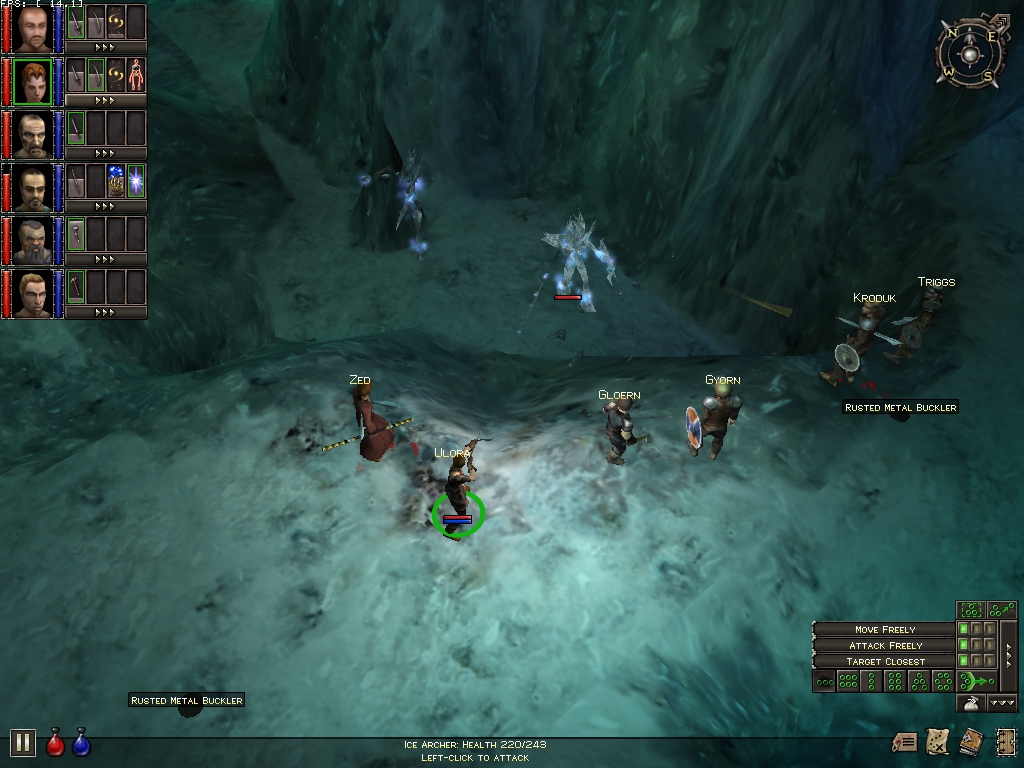 FPS: [ 14.1]
N
E
W
S
Triggs
Kroduk
Zed
Gyorn
Gloern
Rusted Metal Buckler
Ulora
Move Freely
Attack Freely
Target Closest
Rusted Metal Buckler
Ice Archer: Health 220/243
Left-click to attack